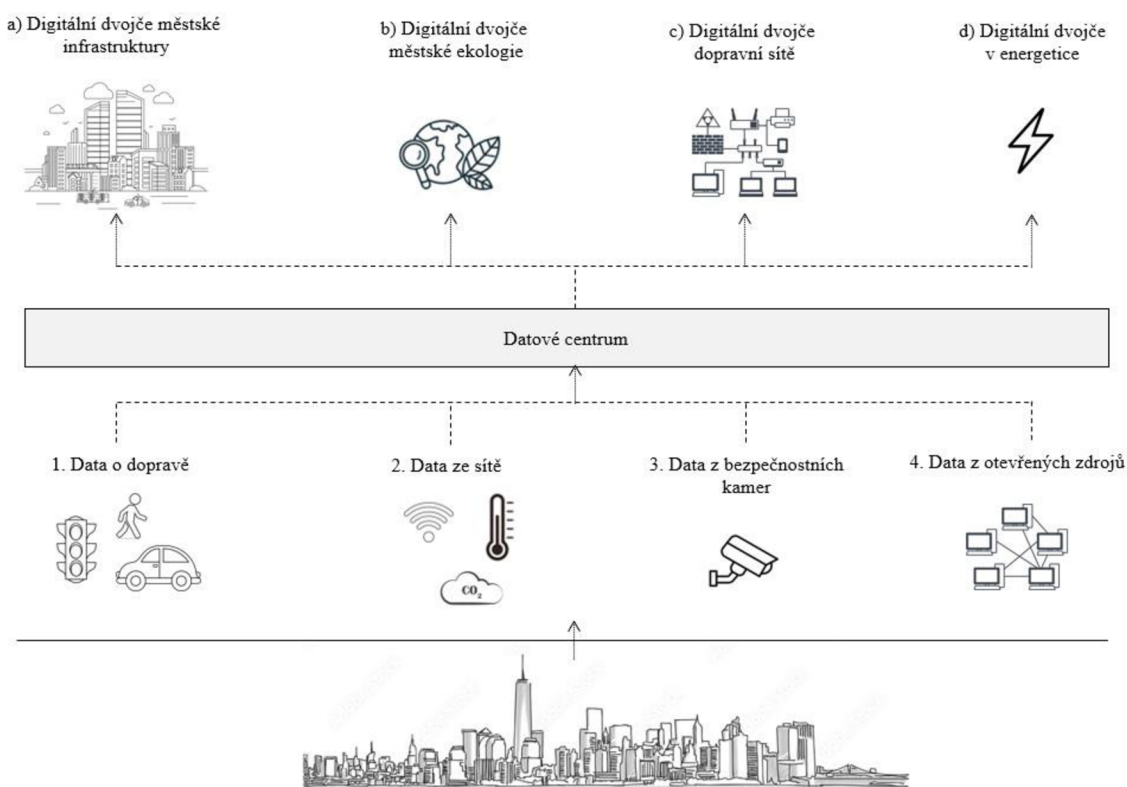 a) Digitální dvojče městské
infrastruktury
b) Digitální dvojče
městské ekologie
c) Digitální dvojče
dopravní sítě
d) Digitální dvojče
v energetice
Datové centrum
1. Data o dopravě
2. Data ze sítě
3. Data z bezpečnostních
kamer
4. Data z otevřených zdrojů
CO₂